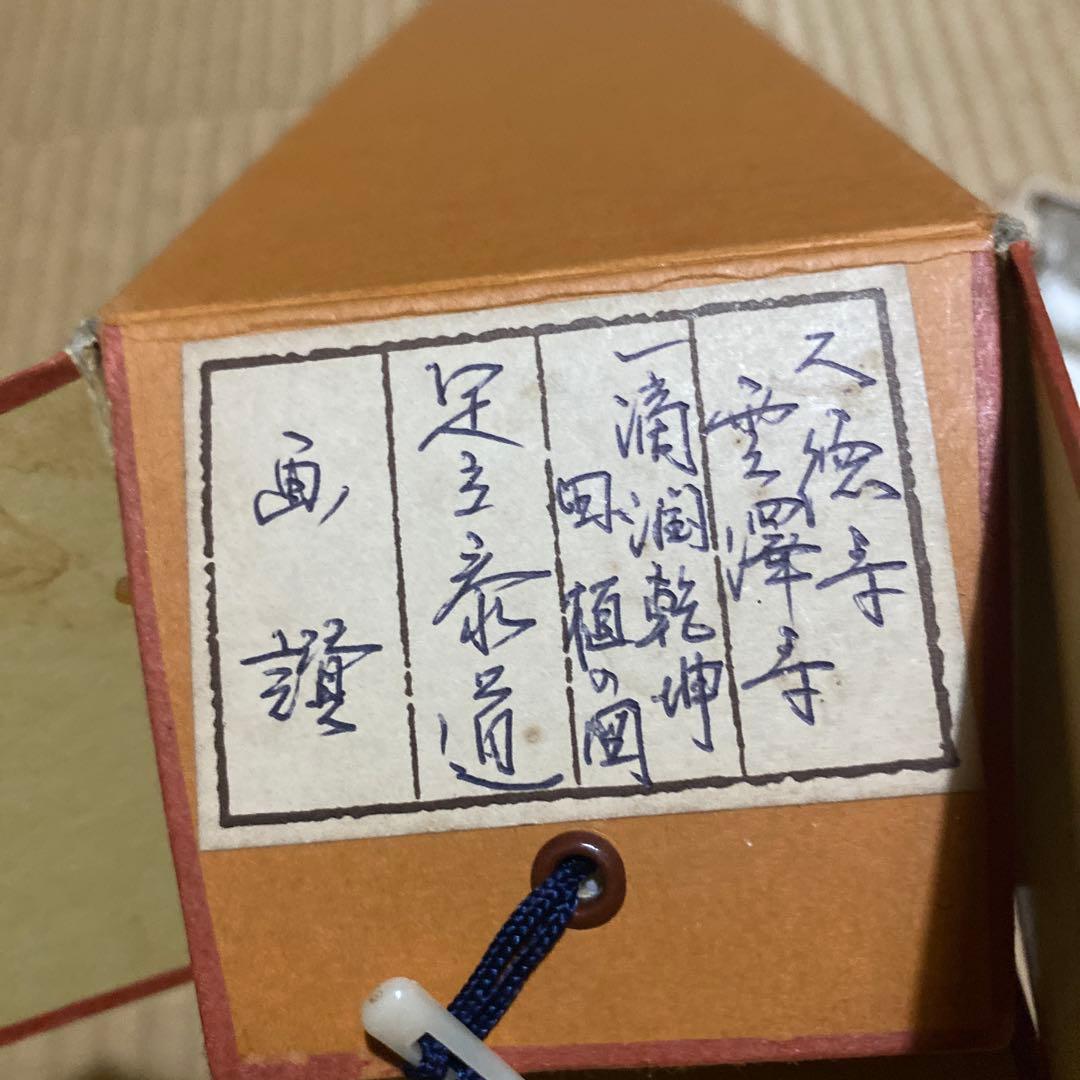 大徳寺
雲澤寺
一滴潤乾坤
田植の図
足立泰道
画讃